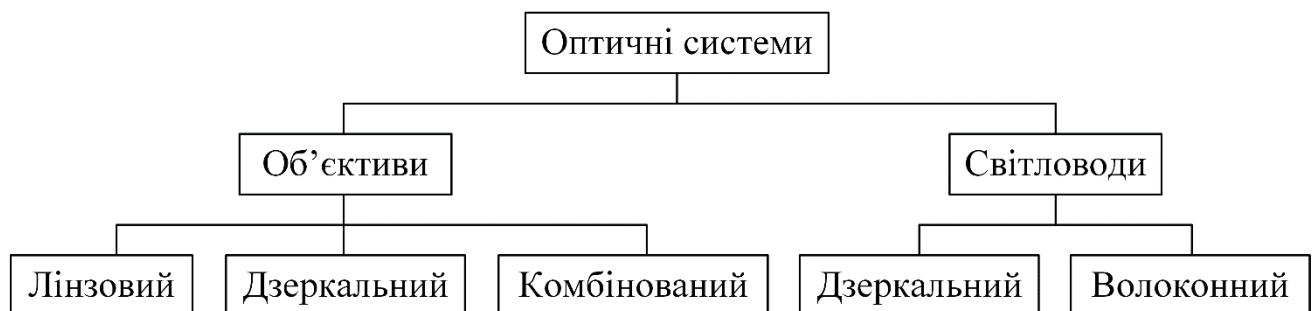 Оптичні системи
Об’єктиви
Світловоди
Лінзовий
Дзеркальний
Комбінований
Дзеркальний
Волоконний